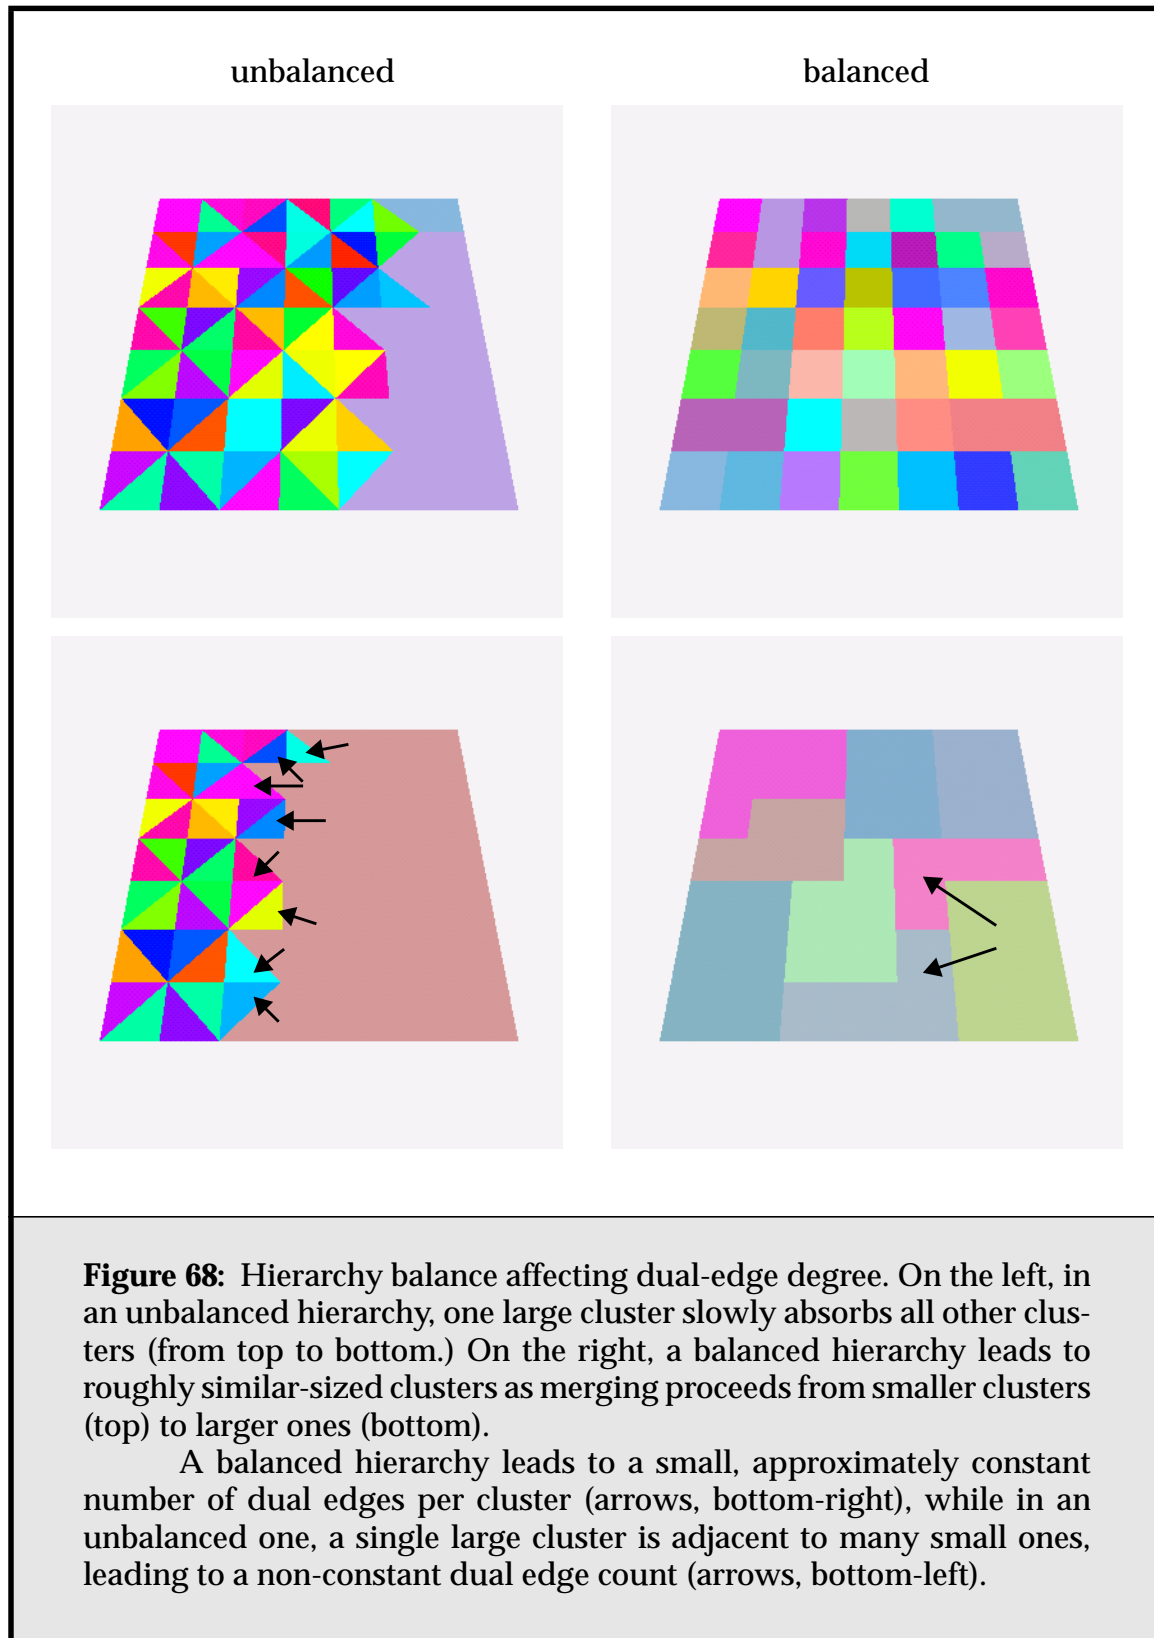 unbalanced
balanced
Figure 68: Hierarchy balance affecting dual-edge degree. On the left, in
an unbalanced hierarchy, one large cluster slowly absorbs all other clus-
ters (from top to bottom.) On the right, a balanced hierarchy leads to
roughly similar-sized clusters as merging proceeds from smaller clusters
(top) to larger ones (bottom).
A balanced hierarchy leads to a small, approximately constant
number of dual edges per cluster (arrows, bottom-right), while in an
unbalanced one, a single large cluster is adjacent to many small ones,
leading to a non-constant dual edge count (arrows, bottom-left).